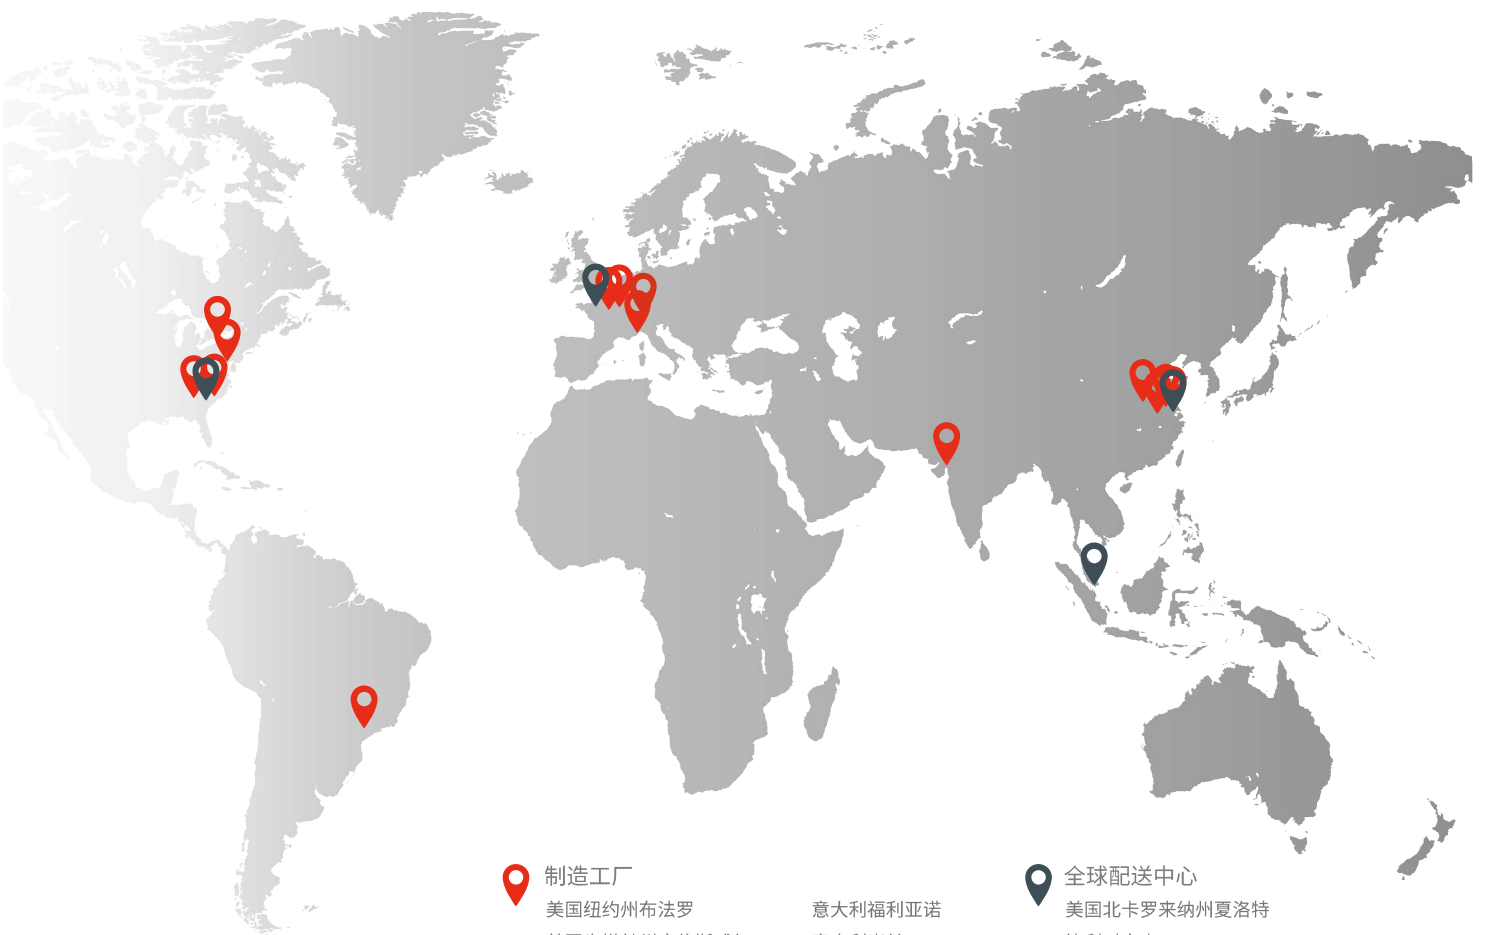 制造工厂
美国纽约州布法罗
意大利福利亚诺
全球配送中心
美国北卡罗来纳州夏洛特